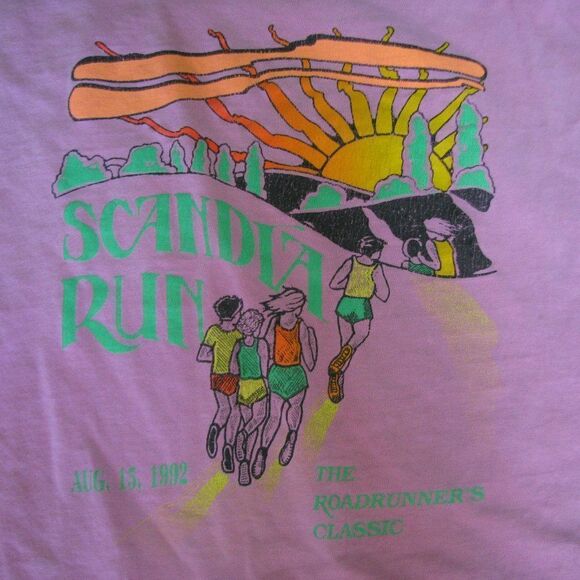 SCANDIA
RUN
AUG. 15, 1992
THE
ROADRUNNER'S
CLASSIC